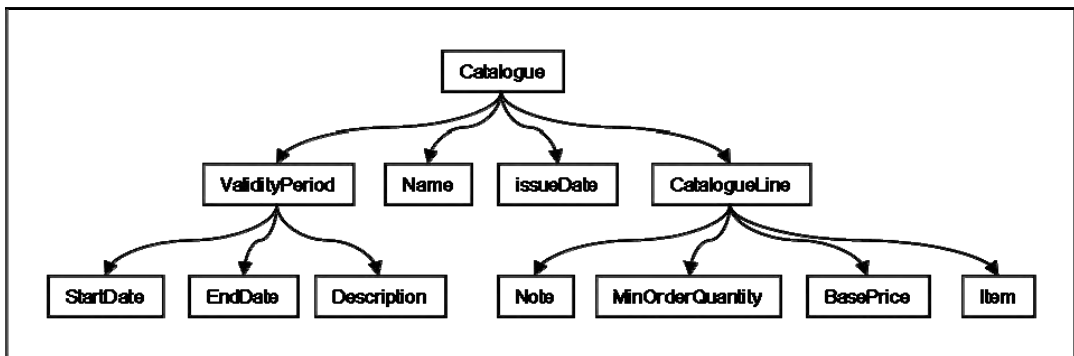 Catalogue
ValidityPeriod
Name
issueDate
CatalogueLine
StartDate
EndDate
Description
Note
MinOrderQuantity
BasePrice
Item